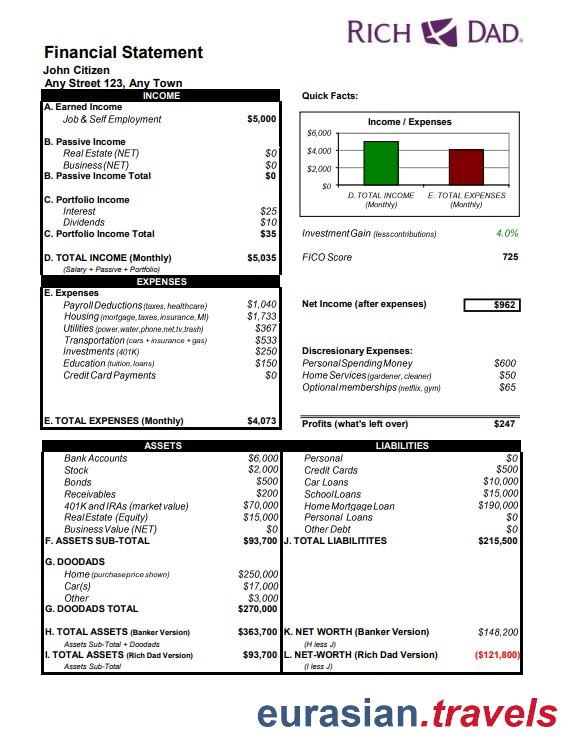 RICH DAD.
Financial Statement
John Citizen
Any Street 123, Any Town
INCOME
A. Earned Income
Job & Self Employment $5,000
B. Passive Income
Real Estate (NET) $0
Business (NET) $0
B. Passive Income Total $0
C. Portfolio Income
Interest $25
Dividends $10
C. Portfolio Income Total $35
D. TOTAL INCOME (Monthly) $5,035
(Salary + Passive + Portfolio)
EXPENSES
E. Expenses
Payroll Deductions (taxes, healthcare) $1,040
Housing (mortgage, taxes, insurance, MI) $1,733
Utilities (power,water,phone,net,tv,trash) $367
Transportation (cars + insurance + gas) $533
Investments (401K) $250
Education (tuition, loans) $150
Credit Card Payments $0
E. TOTAL EXPENSES (Monthly) $4,073
Quick Facts:
Income / Expenses
$6,000
$4,000
$2,000
$0
D. TOTAL INCOME E. TOTAL EXPENSES
(Monthly) (Monthly)
Investment Gain (less contributions) 4.0%
FICO Score 725
Net Income (after expenses) $962
Discresionary Expenses:
Personal Spending Money $600
Home Services (gardener, cleaner) $50
Optional memberships (netflix, gym) $65
Profits (what's left over) $247
ASSETS
Bank Accounts $6,000
Stock $2,000
Bonds $500
Receivables $200
401K and IRAs (market value) $70,000
Real Estate (Equity) $15,000
Business Value (NET) $0
F. ASSETS SUB-TOTAL $93,700
G. DOODADS
Home (purchase price shown) $250,000
Car(s) $17,000
Other $3,000
G. DOODADS TOTAL $270,000
H. TOTAL ASSETS (Banker Version) $363,700
Assets Sub-Total + Doodads
I. TOTAL ASSETS (Rich Dad Version) $93,700
Assets Sub-Total
LIABILITIES
Personal $0
Credit Cards $500
Car Loans $10,000
School Loans $15,000
Home Mortgage Loan $190,000
Personal Loans $0
Other Debt $0
J. TOTAL LIABILITITES $215,500
K. NET WORTH (Banker Version) $148,200
(H less J)
L. NET-WORTH (Rich Dad Version) ($121,800)
(I less J)
eurasian.travels